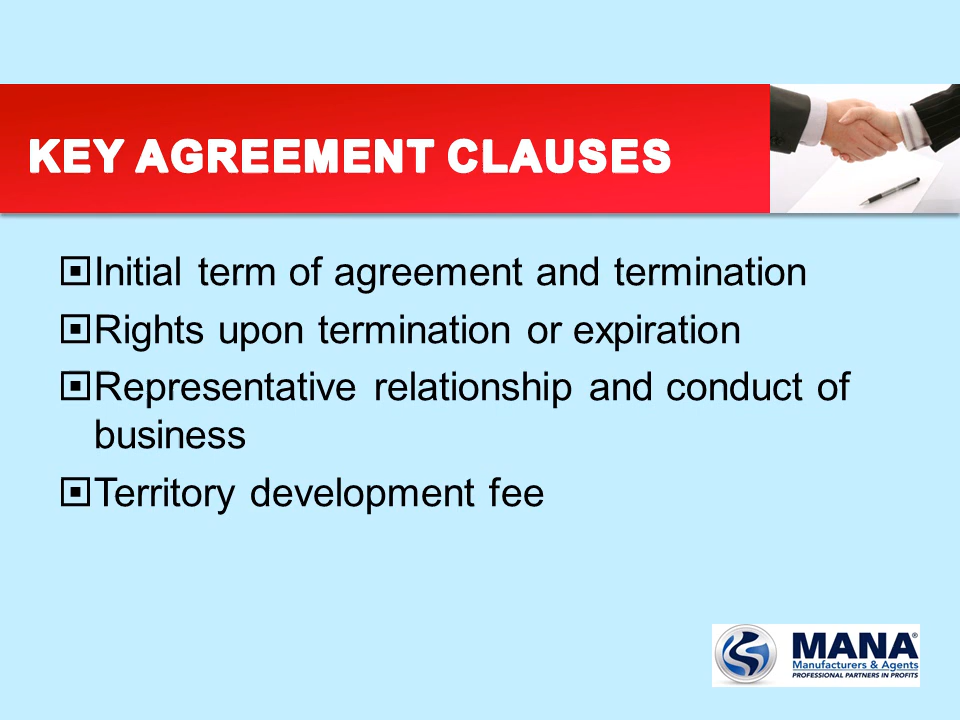 KEY AGREEMENT CLAUSES
Initial term of agreement and termination
Rights upon termination or expiration
Representative relationship and conduct of
business
Territory development fee
MANA®
Manufacturers & Agents
PROFESSIONAL PARTNERS IN PROFITS